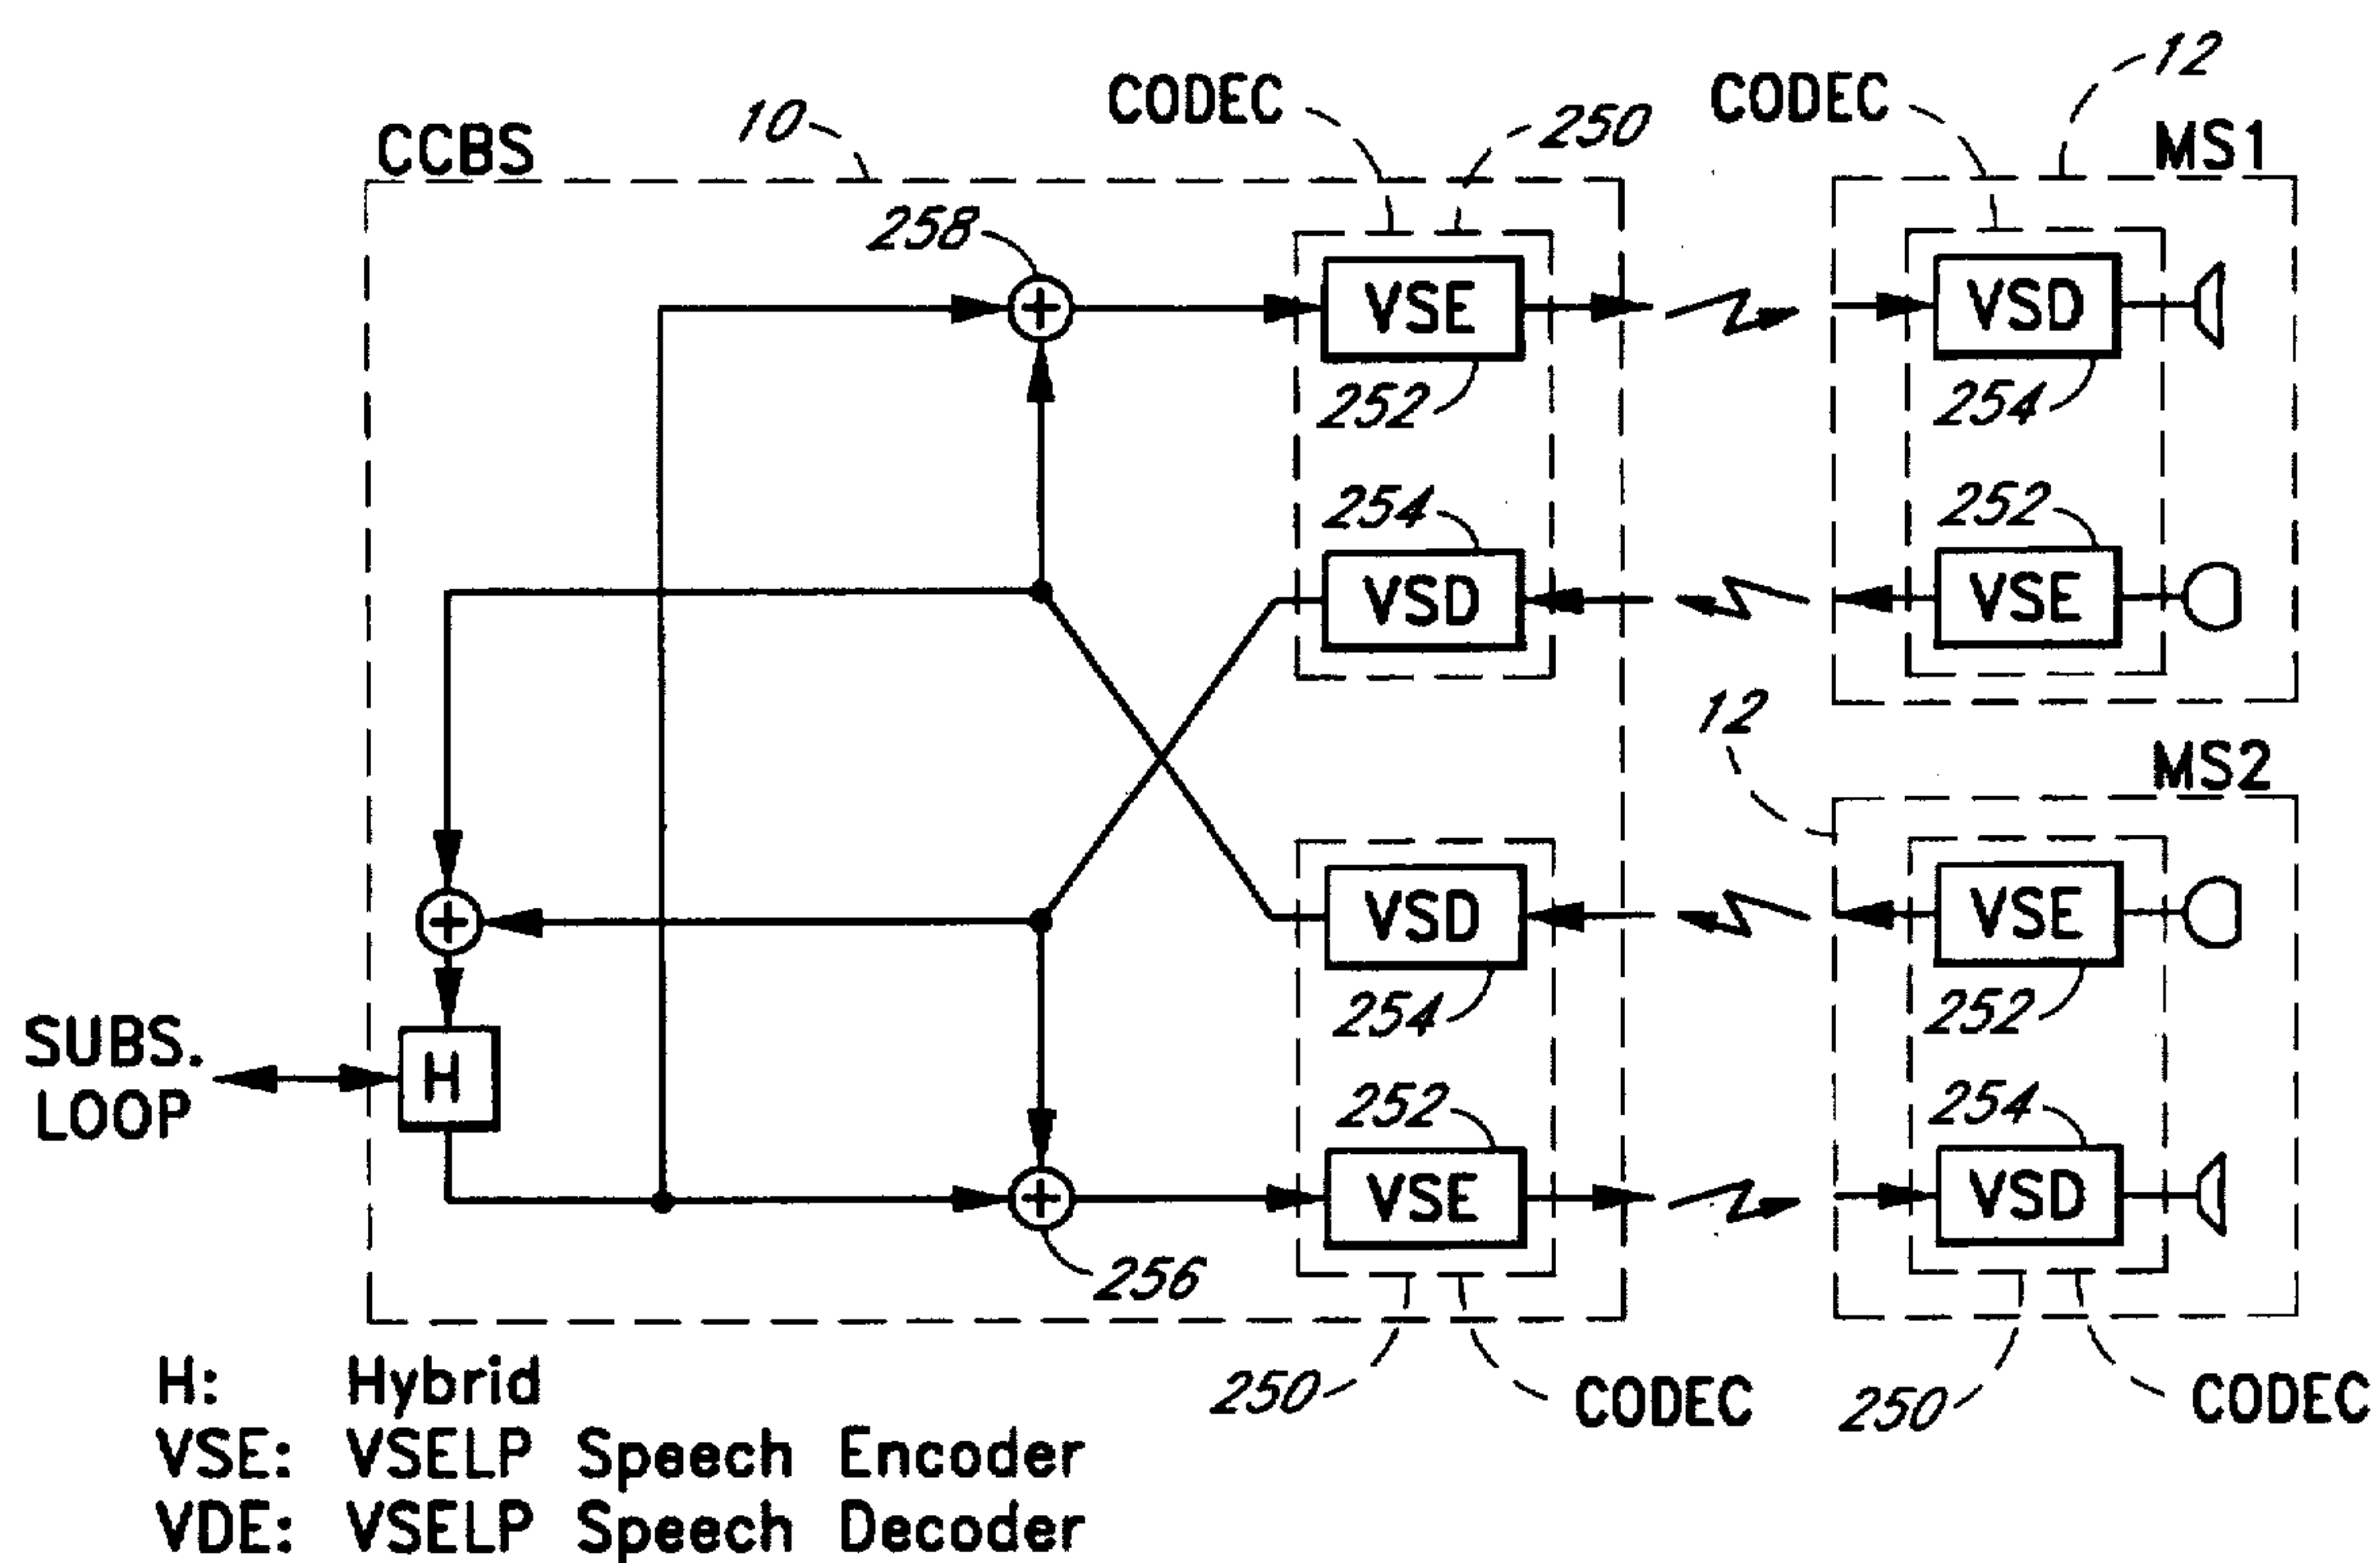 12
CODEC
CODEC
10
250
CCBS
MS1
258
VSE
VSD
252
254
254
252
VSD
VSE
12
MS2
VSD
VSE
254
252
SUBS.
LOOP
H
252
254
VSE
VSD
256
250
CODEC
250
CODEC
H: Hybrid
VSE: VSELP Speech Encoder
VDE: VSELP Speech Decoder